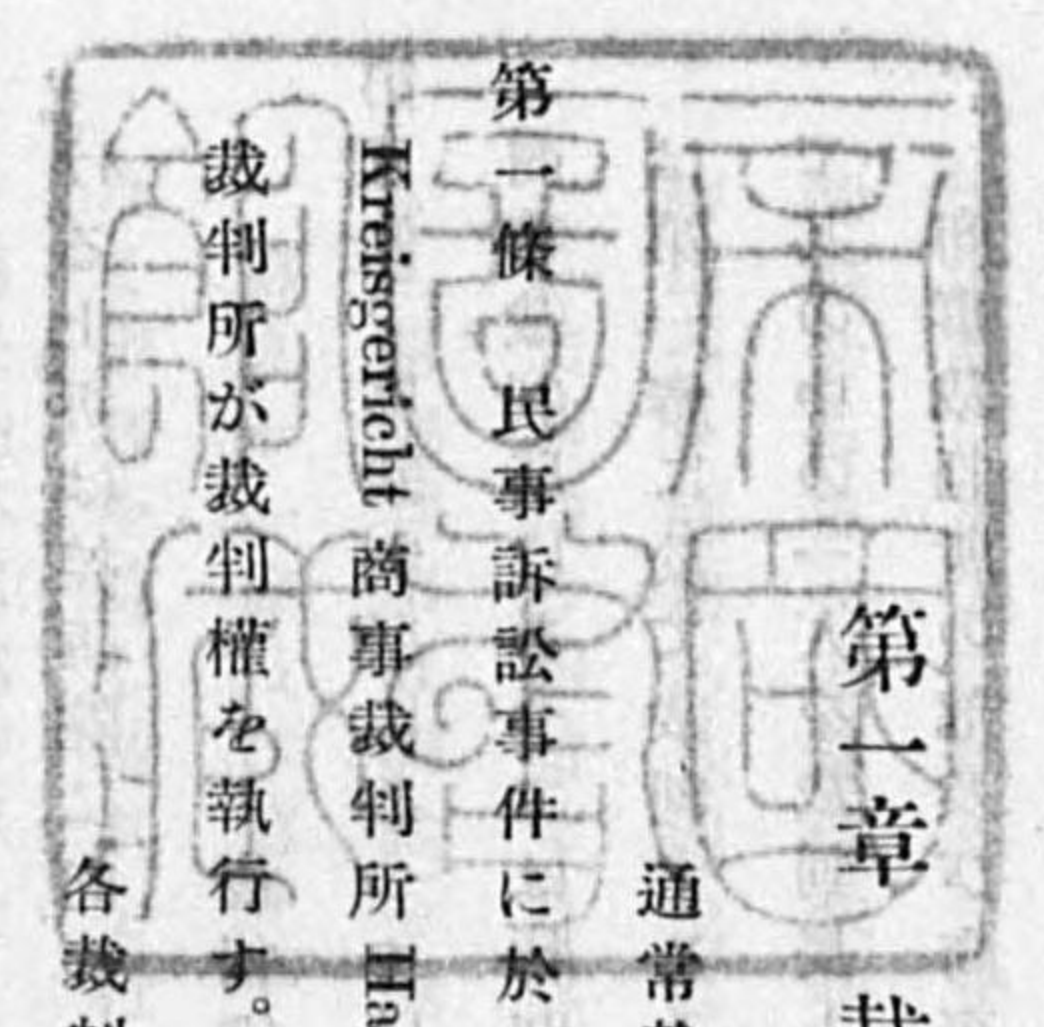 第一章
通常
第一條 民事訴訟事件に於
Kreisgericht 商事裁判所 Ha
裁判所が裁判權を執行す。
各裁